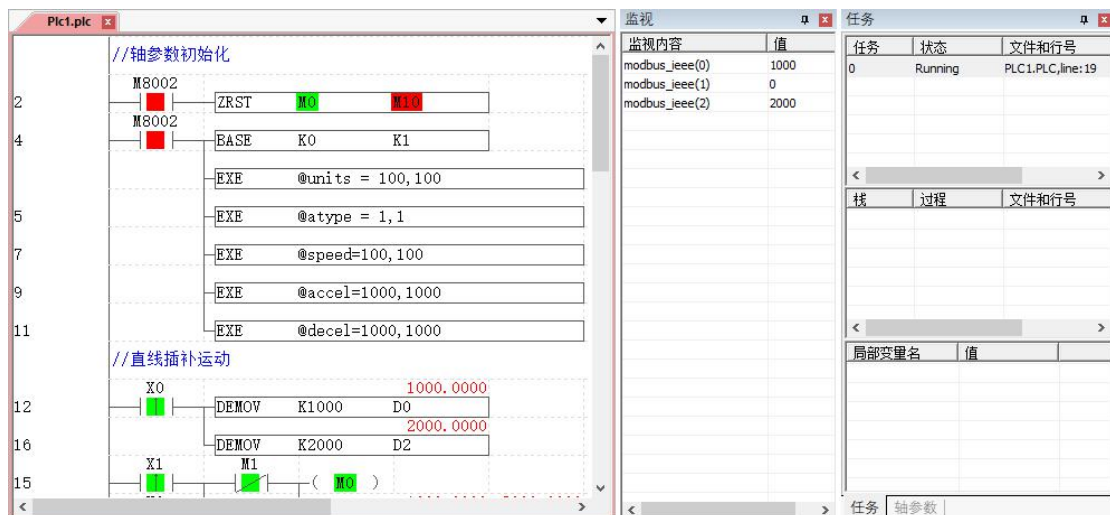 Plc1.plc
//轴参数初始化
M8002
2 ZRST M0 M10
M8002
4 BASE K0 K1
EXE @units = 100,100
5 EXE @atype = 1,1
7 EXE @speed=100,100
9 EXE @accel=1000,1000
11 EXE @decel=1000,1000
//直线插补运动
X0 1000.0000
12 DEMOV K1000 D0
2000.0000
16 DEMOV K2000 D2
X1 M1
15 ( M0 )
监视
监视内容 值
modbus_ieee(0) 1000
modbus_ieee(1) 0
modbus_ieee(2) 2000
任务
任务 状态 文件和行号
0 Running PLC1.PLC,line:19
栈 过程 文件和行号
局部变量名 值
任务 轴参数